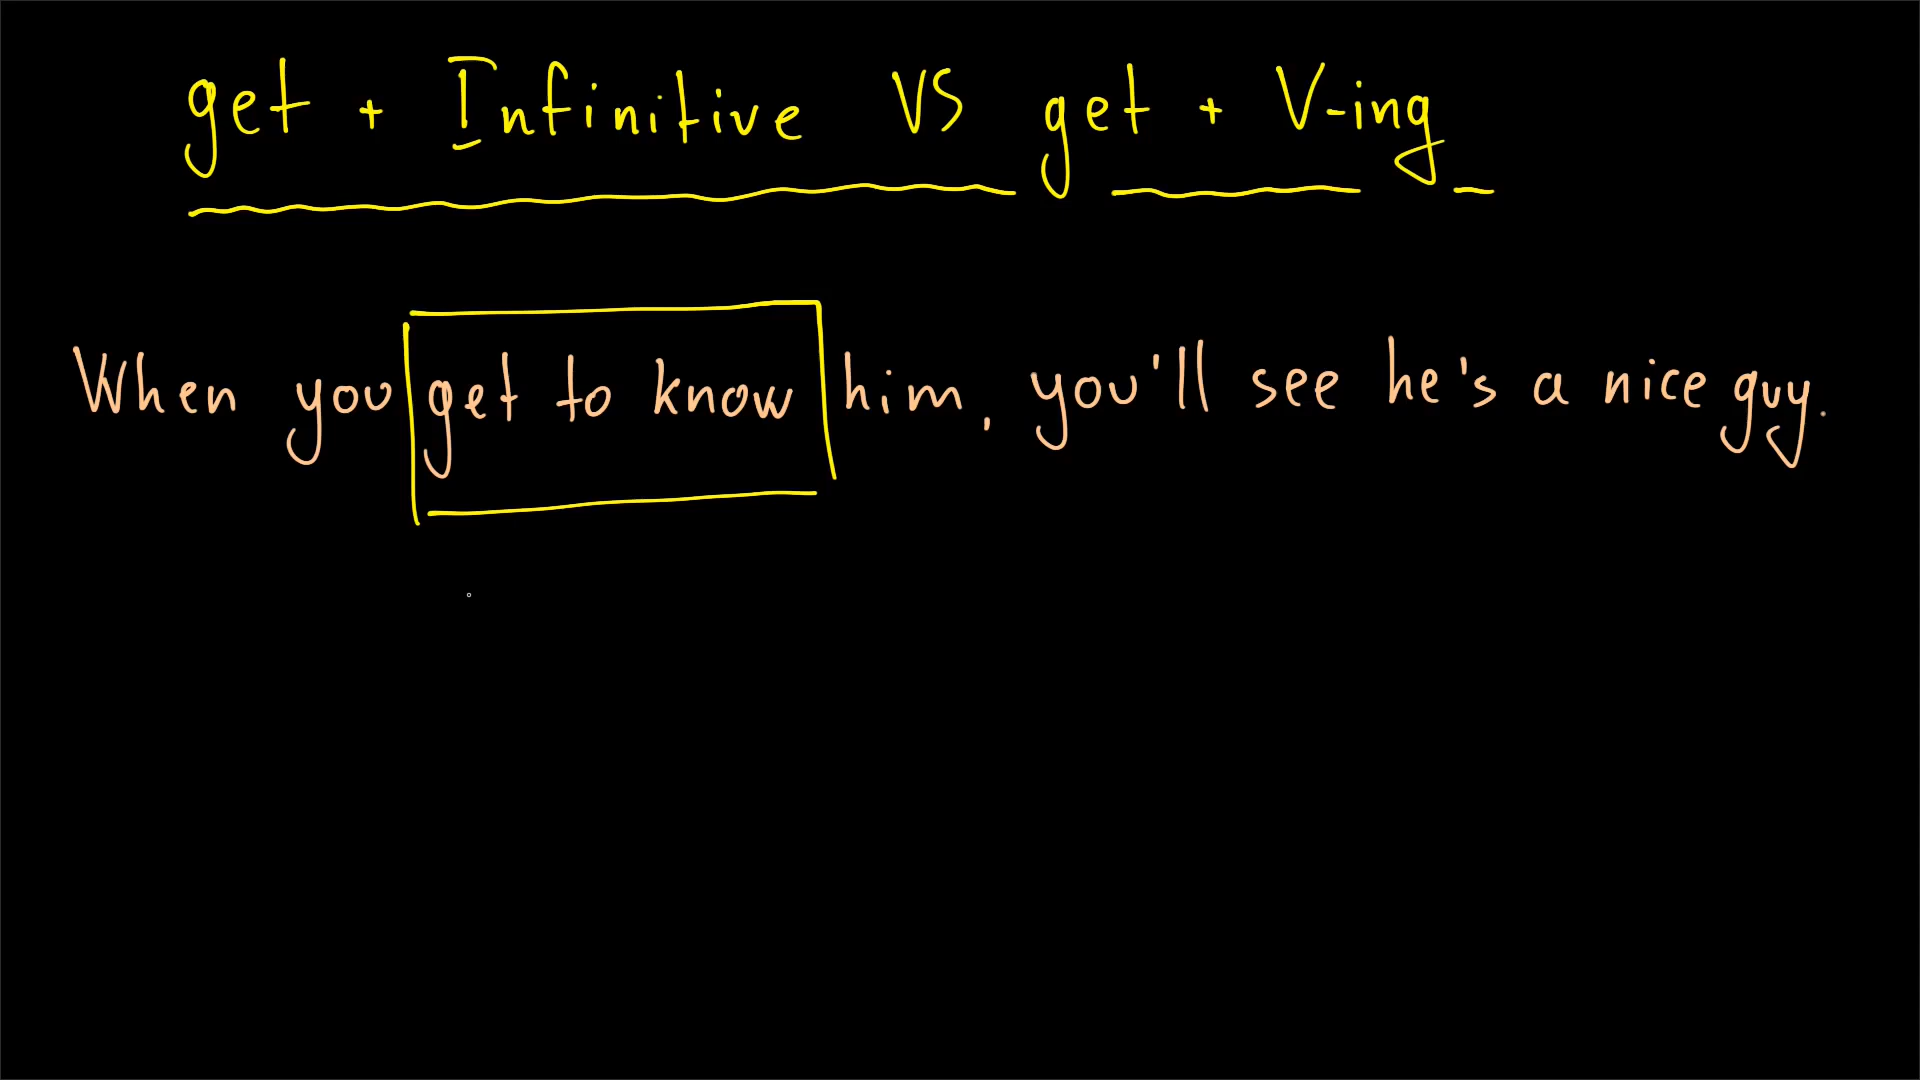 get + Infinitive VS get + V-ing
When you get to know him, you'll see he's a nice guy.